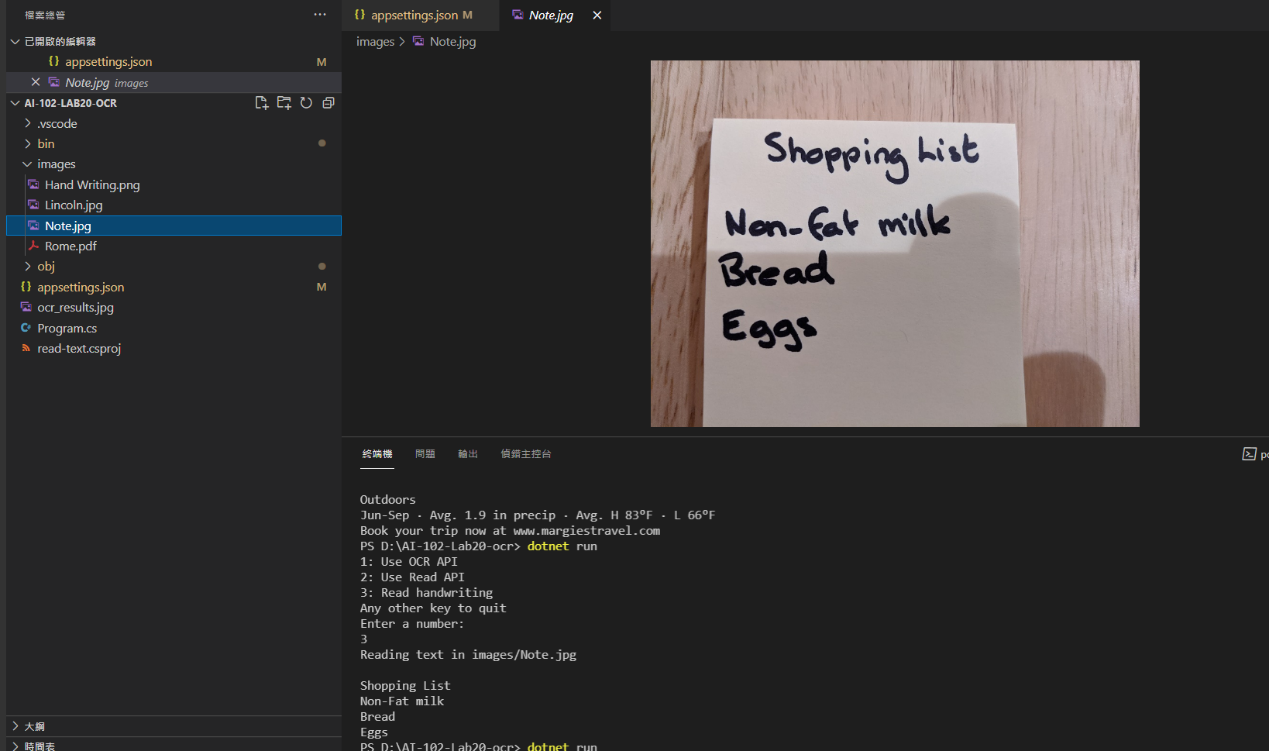 檔案總管
···
已開啟的編輯器
{} appsettings.json M
× Note.jpg images
AI-102-LAB20-OCR
.vscode
bin
images
Hand Writing.png
Lincoln.jpg
Note.jpg
Rome.pdf
obj
{} appsettings.json M
ocr_results.jpg
C# Program.cs
read-text.csproj
大綱
時間表
{} appsettings.json M
Note.jpg ×
images > Note.jpg
Shopping List
Non-Fat milk
Bread
Eggs
終端機 問題 輸出 偵錯主控台
Outdoors
Jun-Sep · Avg. 1.9 in precip · Avg. H 83°F · L 66°F
Book your trip now at www.margiestravel.com
PS D:\AI-102-Lab20-ocr> dotnet run
1: Use OCR API
2: Use Read API
3: Read handwriting
Any other key to quit
Enter a number:
3
Reading text in images/Note.jpg
Shopping List
Non-Fat milk
Bread
Eggs
PS D:\AI-102-Lab20-ocr> dotnet run